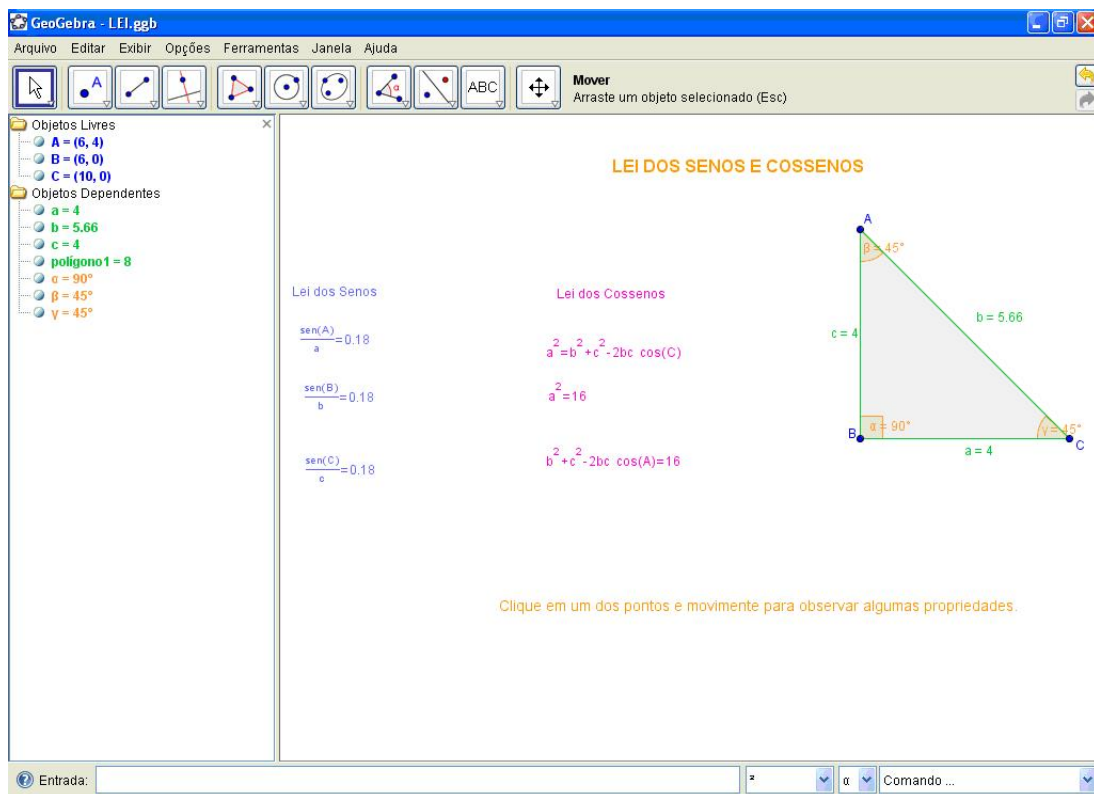 GeoGebra - LEI.ggb
Arquivo Editar Exibir Opções Ferramentas Janela Ajuda
A α ABC
Mover
Arraste um objeto selecionado (Esc)
Objetos Livres
A = (6, 4)
B = (6, 0)
C = (10, 0)
Objetos Dependentes
a = 4
b = 5.66
c = 4
polígono1 = 8
α = 90°
β = 45°
γ = 45°
LEI DOS SENOS E COSSENOS
Lei dos Senos
sen(A)/a=0.18
sen(B)/b=0.18
sen(C)/c=0.18
Lei dos Cossenos
a²=b²+c²-2bc cos(C)
a²=16
b²+c²-2bc cos(A)=16
A
β = 45°
b = 5.66
c = 4
B
α = 90°
γ = 45°
C
a = 4
Clique em um dos pontos e movimente para observar algumas propriedades.
Entrada: ² α Comando ...